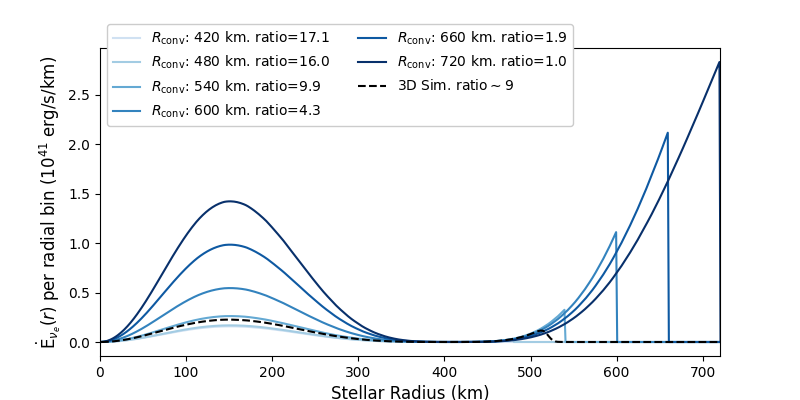 R_conv: 420 km. ratio=17.1
R_conv: 480 km. ratio=16.0
R_conv: 540 km. ratio=9.9
R_conv: 600 km. ratio=4.3
R_conv: 660 km. ratio=1.9
R_conv: 720 km. ratio=1.0
3D Sim. ratio ~ 9
Ė_{ν_e}(r) per radial bin (10^41 erg/s/km)
2.5
2.0
1.5
1.0
0.5
0.0
0 100 200 300 400 500 600 700
Stellar Radius (km)